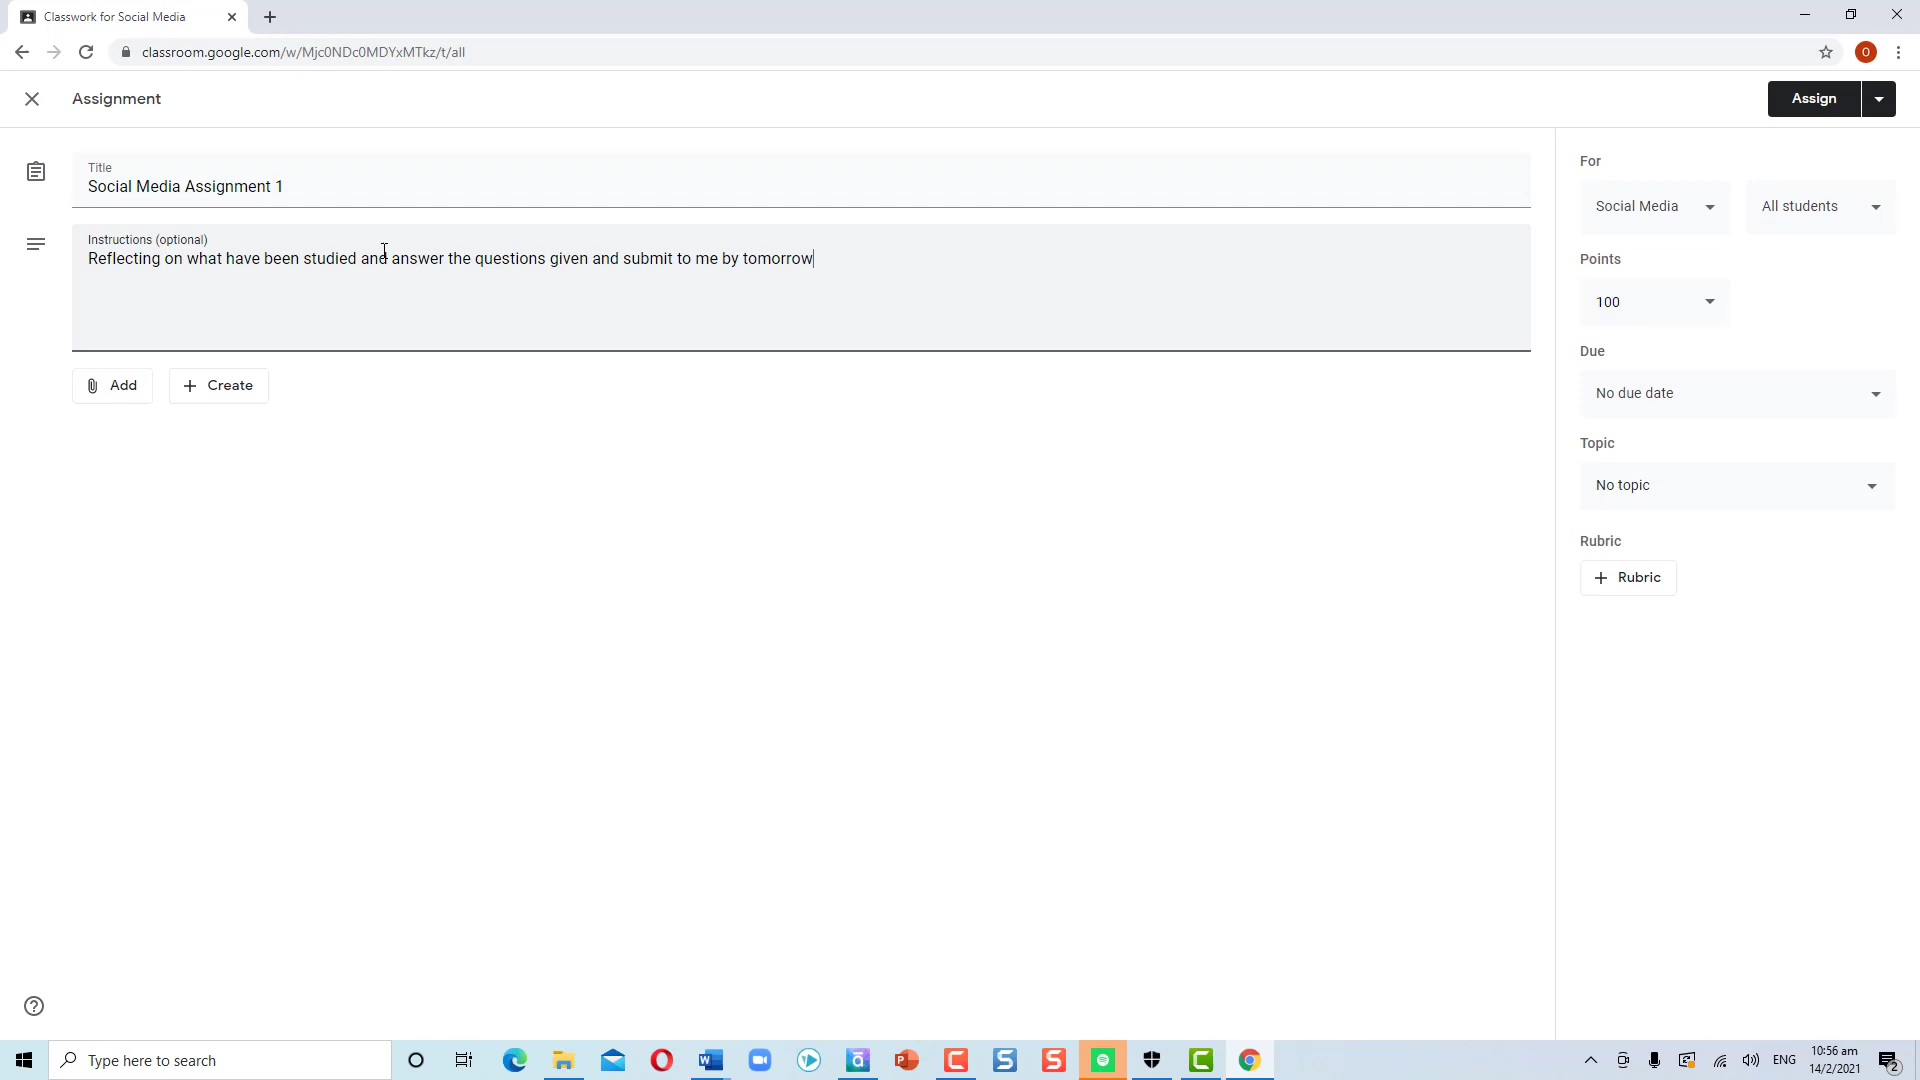 Classwork for Social Media
classroom.google.com/w/Mjc0NDc0MDYxMTkz/t/all
O
Assignment
Assign
Title
Social Media Assignment 1
Instructions (optional)
Reflecting on what have been studied and answer the questions given and submit to me by tomorrow
Add
Create
For
Social Media
All students
Points
100
Due
No due date
Topic
No topic
Rubric
Rubric
Type here to search
ENG
10:56 am
14/2/2021
2